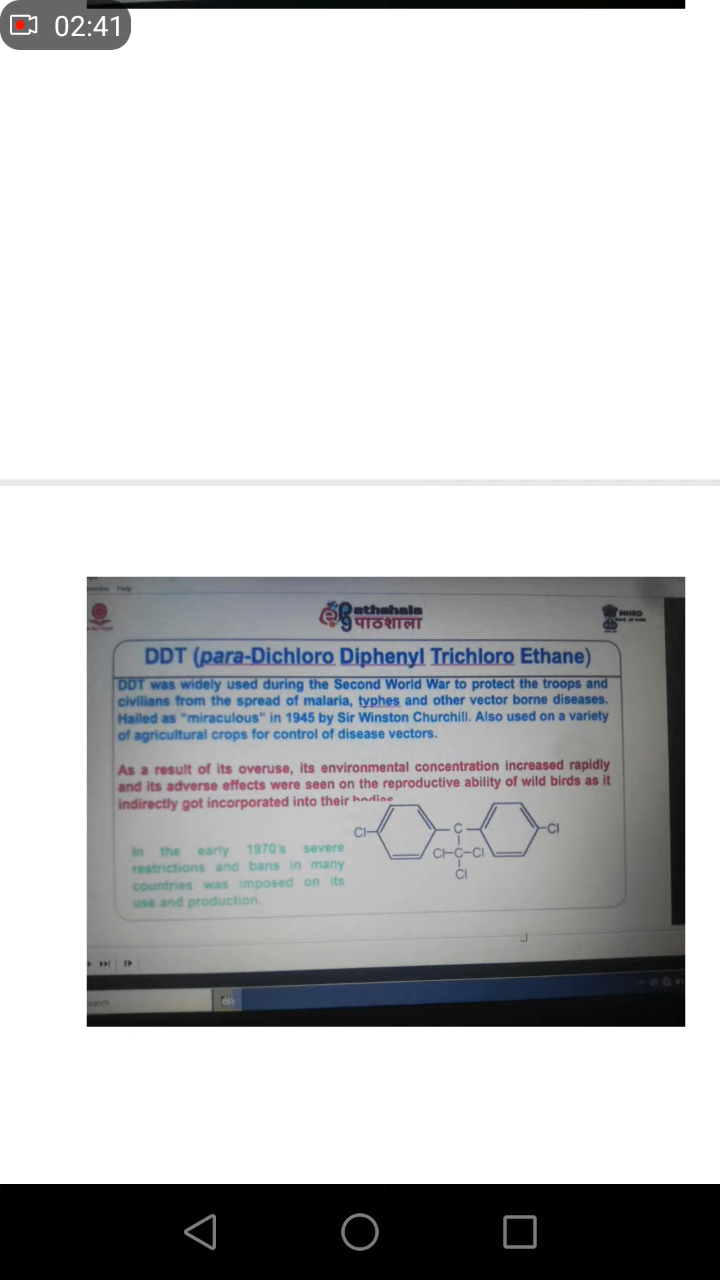 02:41
Help
Pathshala
पाठशाला
MHRD
DDT (para-Dichloro Diphenyl Trichloro Ethane)
DDT was widely used during the Second World War to protect the troops and
civilians from the spread of malaria, typhes and other vector borne diseases.
Hailed as "miraculous" in 1945 by Sir Winston Churchill. Also used on a variety
of agricultural crops for control of disease vectors.
As a result of its overuse, its environmental concentration increased rapidly
and its adverse effects were seen on the reproductive ability of wild birds as it
indirectly got incorporated into their bodies
In the early 1970's severe
restrictions and bans in many
countries was imposed on its
use and production.
Cl C Cl
Cl-C-Cl
Cl
earch